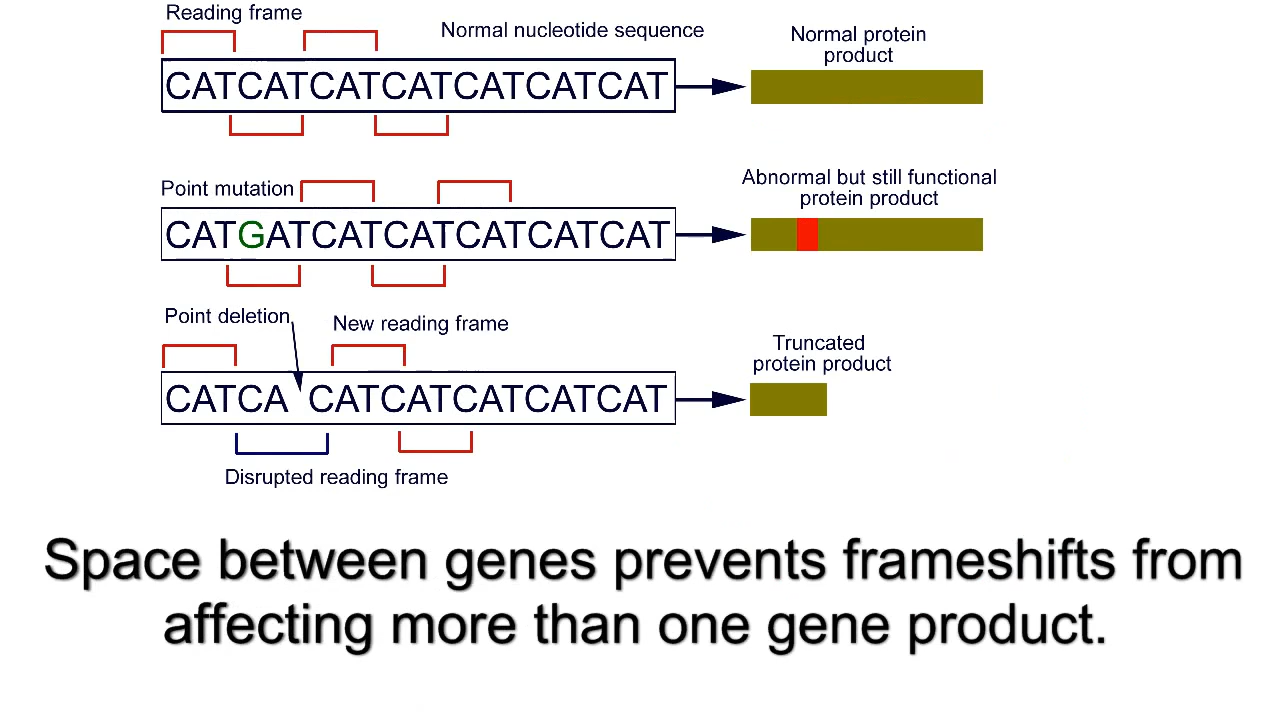 Reading frame
Normal nucleotide sequence
Normal protein
product
CATCATCATCATCATCATCAT
Point mutation
Abnormal but still functional
protein product
CATGATCATCATCATCATCAT
Point deletion
New reading frame
Truncated
protein product
CATCA CATCATCATCATCAT
Disrupted reading frame
Space between genes prevents frameshifts from
affecting more than one gene product.